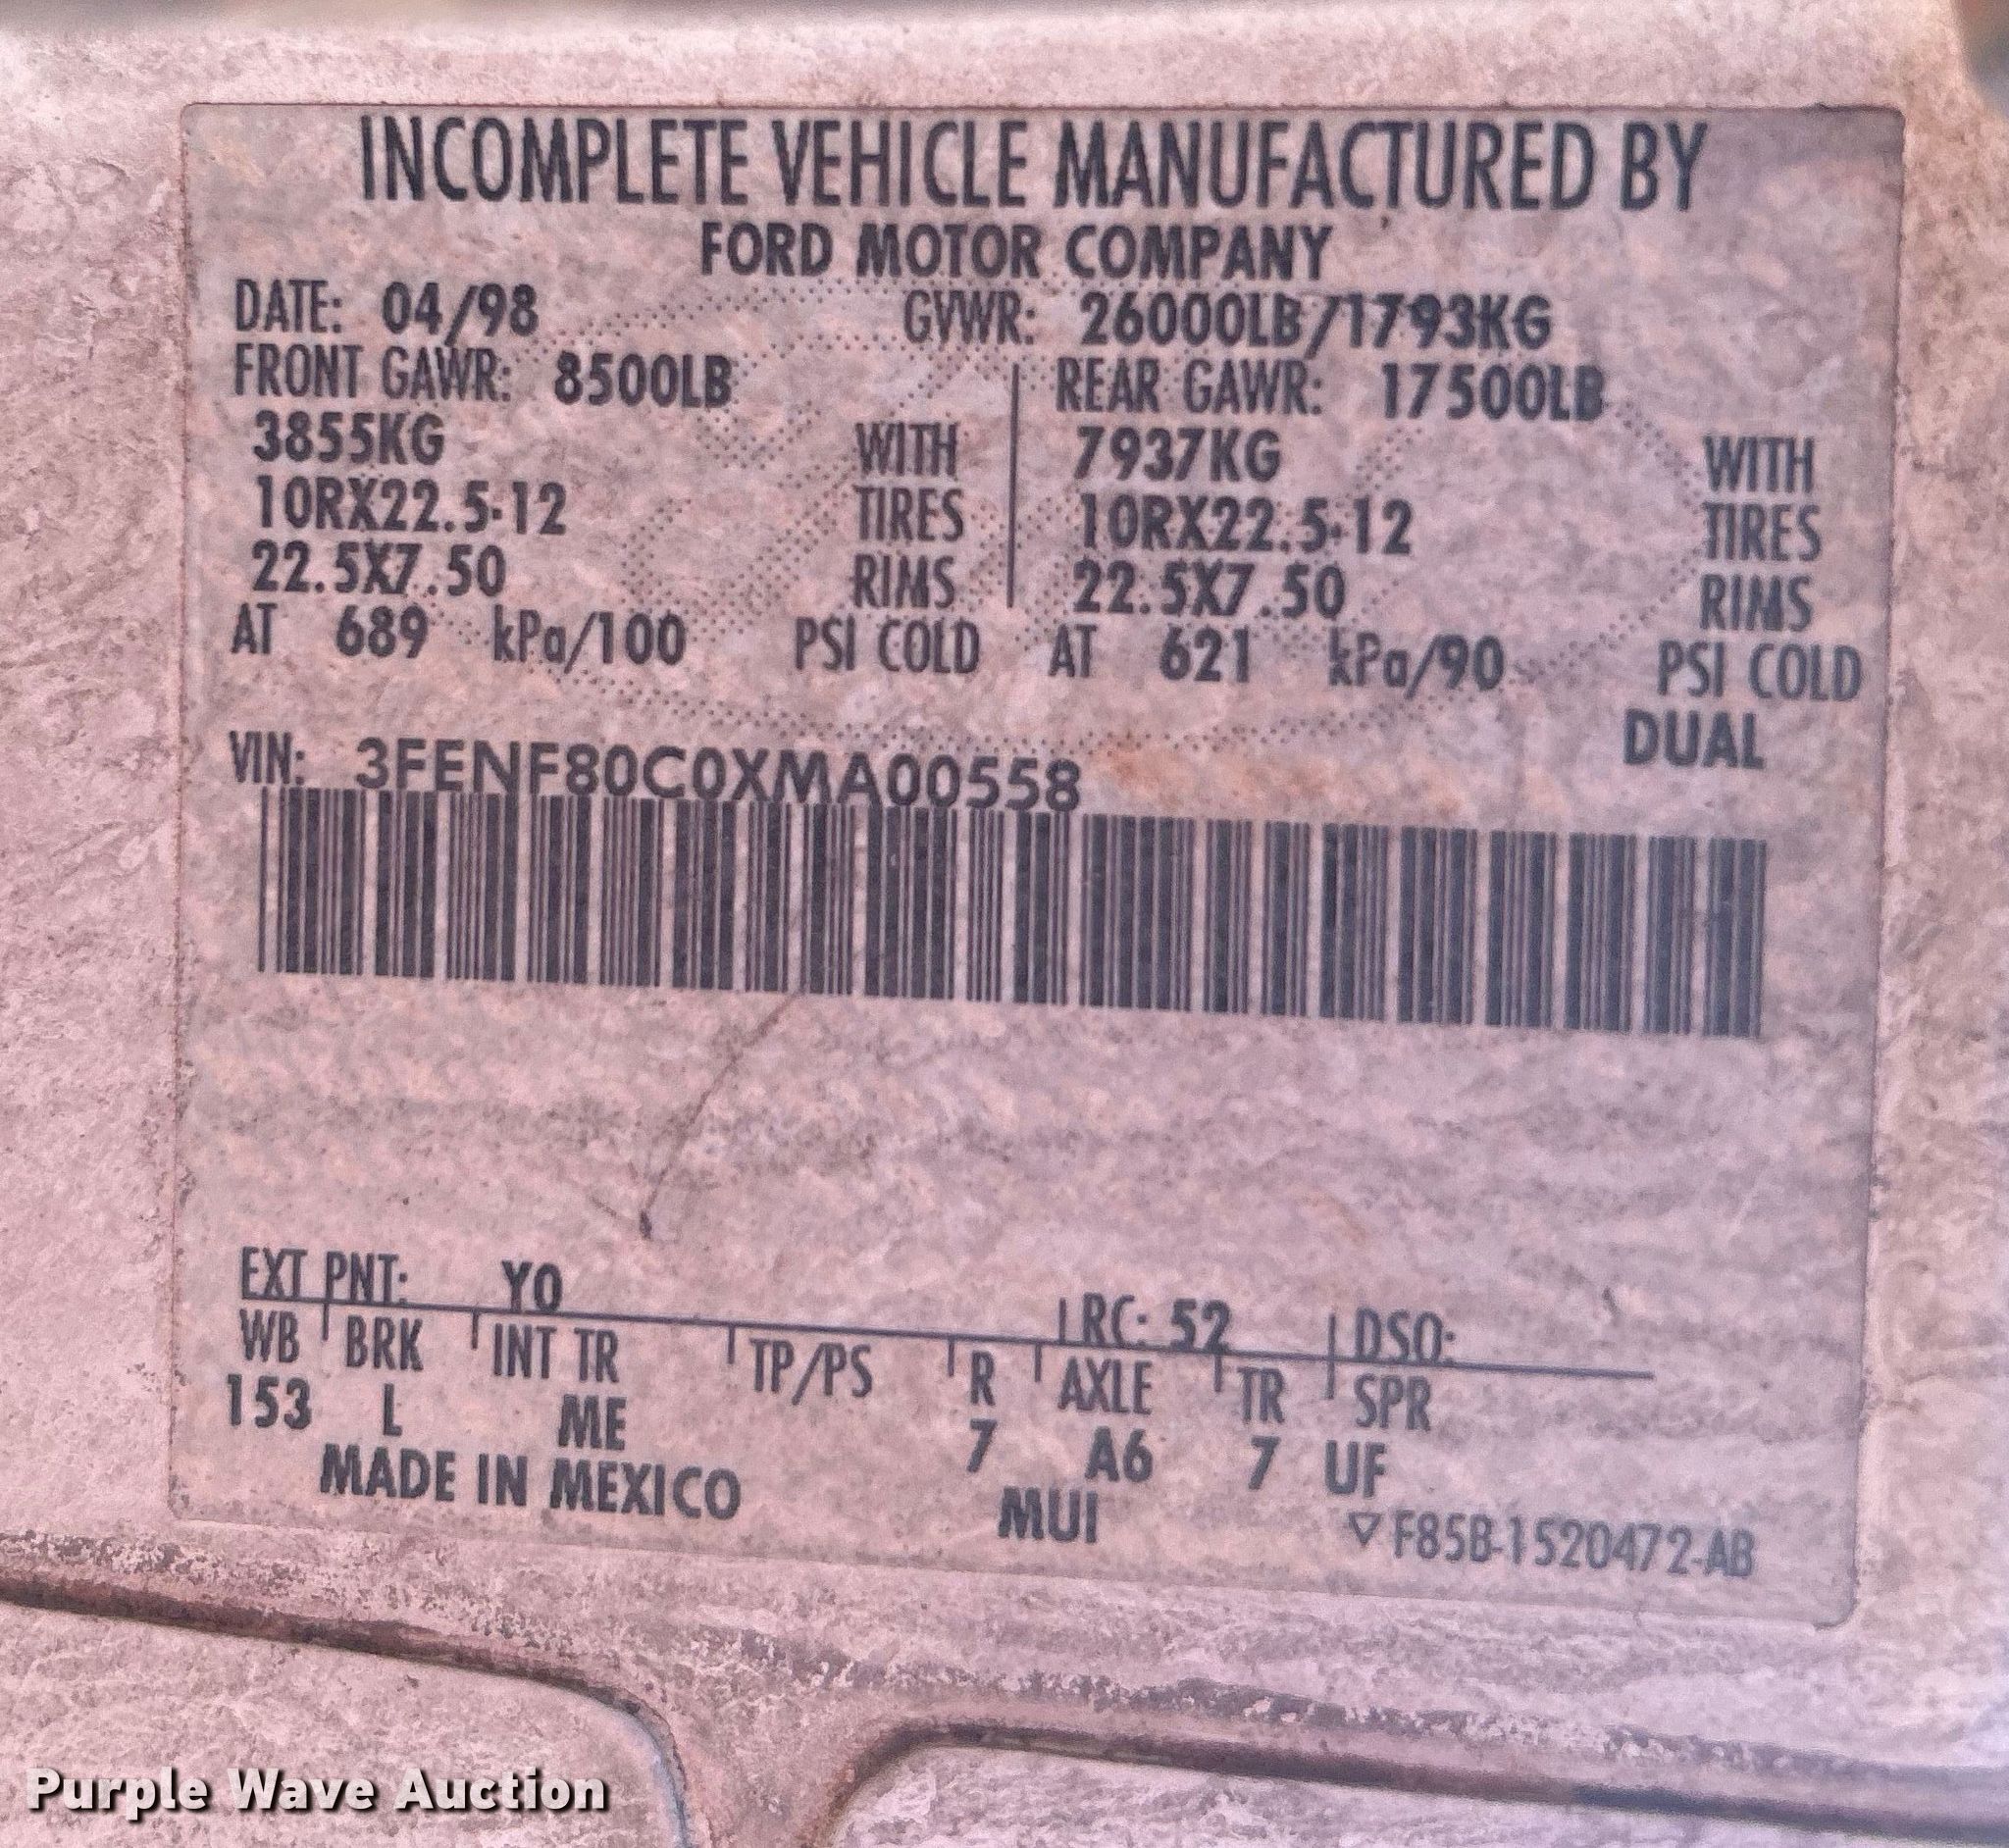 INCOMPLETE VEHICLE MANUFACTURED BY
FORD MOTOR COMPANY
DATE: 04/98 GVWR: 26000LB/1793KG
FRONT GAWR: 8500LB REAR GAWR: 17500LB
3855KG WITH 7937KG WITH
10RX22.5-12 TIRES 10RX22.5-12 TIRES
22.5X7.50 RIMS 22.5X7.50 RIMS
AT 689 kPa/100 PSI COLD AT 621 kPa/90 PSI COLD
DUAL
VIN: 3FENF80C0XMA00558
EXT PNT: YO RC: 52 DSO:
WB BRK INT TR TP/PS R AXLE TR SPR
153 L ME 7 A6 7 UF
MADE IN MEXICO MUI ▽F85B-1520472-AB
Purple Wave Auction